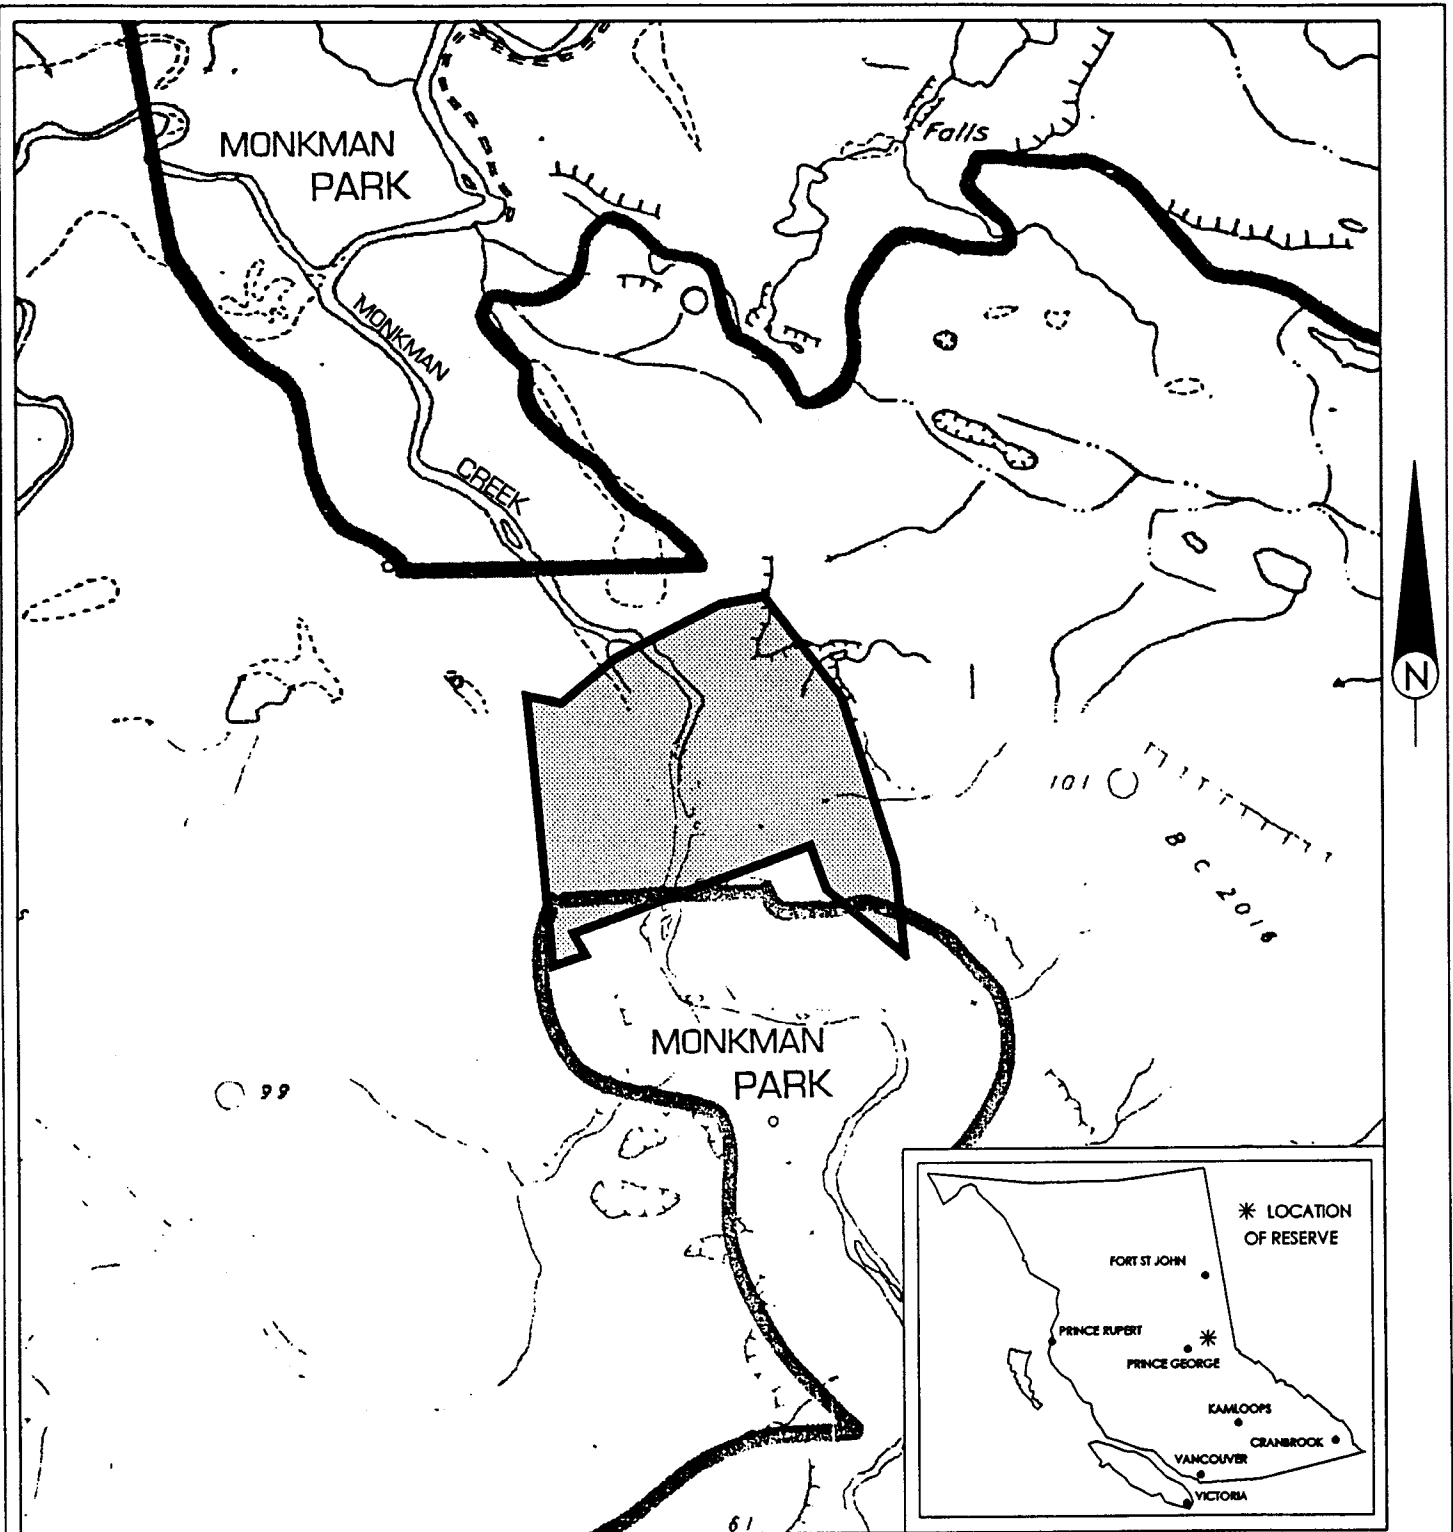 Falls
MONKMAN
PARK
MONKMAN
CREEK
N
101
BC 2016
MONKMAN
PARK
99
LOCATION
OF RESERVE
FORT ST JOHN
PRINCE RUPERT
PRINCE GEORGE
KAMLOOPS
CRANBROOK
VANCOUVER
VICTORIA
61